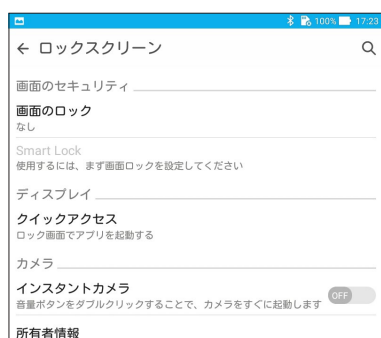 100% 17:23
ロックスクリーン
画面のセキュリティ
画面のロック
なし
Smart Lock
使用するには、まず画面ロックを設定してください
ディスプレイ
クイックアクセス
ロック画面でアプリを起動する
カメラ
インスタントカメラ
音量ボタンをダブルクリックすることで、カメラをすぐに起動します OFF
所有者情報